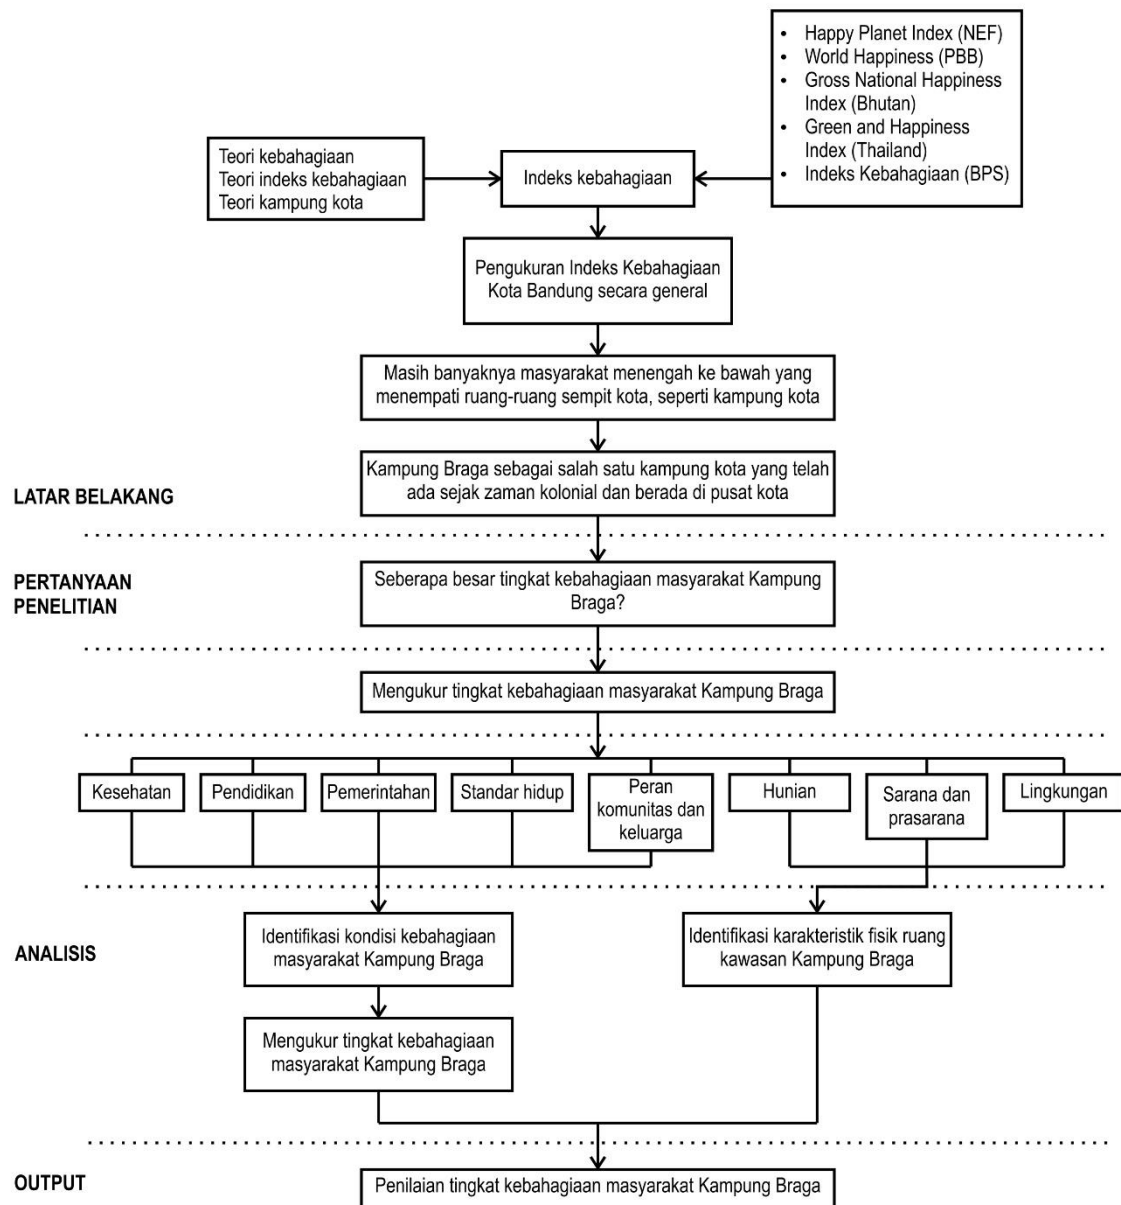 • Happy Planet Index (NEF)
• World Happiness (PBB)
• Gross National Happiness
Index (Bhutan)
• Green and Happiness
Index (Thailand)
• Indeks Kebahagiaan (BPS)
Teori kebahagiaan
Teori indeks kebahagiaan
Teori kampung kota
Indeks kebahagiaan
Pengukuran Indeks Kebahagiaan
Kota Bandung secara general
Masih banyaknya masyarakat menengah ke bawah yang
menempati ruang-ruang sempit kota, seperti kampung kota
LATAR BELAKANG
Kampung Braga sebagai salah satu kampung kota yang telah
ada sejak zaman kolonial dan berada di pusat kota
PERTANYAAN
PENELITIAN
Seberapa besar tingkat kebahagiaan masyarakat Kampung
Braga?
Mengukur tingkat kebahagiaan masyarakat Kampung Braga
Kesehatan
Pendidikan
Pemerintahan
Standar hidup
Peran
komunitas dan
keluarga
Hunian
Sarana dan
prasarana
Lingkungan
ANALISIS
Identifikasi kondisi kebahagiaan
masyarakat Kampung Braga
Identifikasi karakteristik fisik ruang
kawasan Kampung Braga
Mengukur tingkat kebahagiaan
masyarakat Kampung Braga
OUTPUT
Penilaian tingkat kebahagiaan masyarakat Kampung Braga